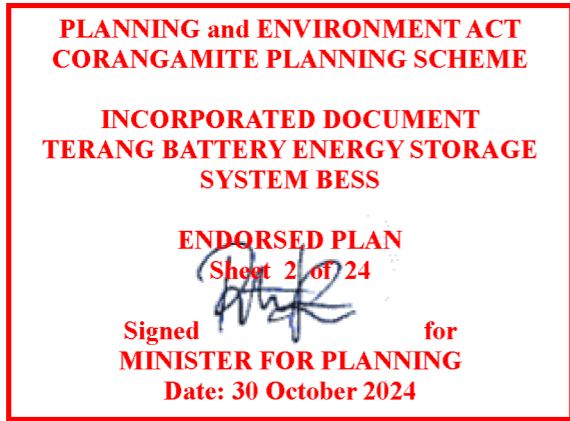 PLANNING and ENVIRONMENT ACT
CORANGAMITE PLANNING SCHEME
INCORPORATED DOCUMENT
TERANG BATTERY ENERGY STORAGE
SYSTEM BESS
ENDORSED PLAN
Sheet 2 of 24
Signed for
MINISTER FOR PLANNING
Date: 30 October 2024